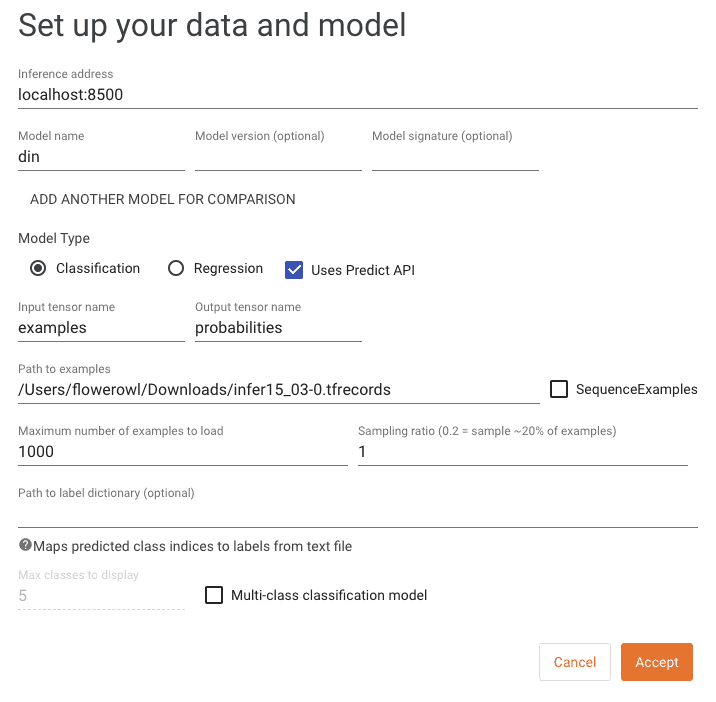 Set up your data and model
Inference address
localhost:8500
Model name Model version (optional) Model signature (optional)
din
ADD ANOTHER MODEL FOR COMPARISON
Model Type
Classification Regression Uses Predict API
Input tensor name Output tensor name
examples probabilities
Path to examples
/Users/flowerowl/Downloads/infer15_03-0.tfrecords SequenceExamples
Maximum number of examples to load Sampling ratio (0.2 = sample ~20% of examples)
1000 1
Path to label dictionary (optional)
?Maps predicted class indices to labels from text file
Max classes to display
5 Multi-class classification model
Cancel Accept